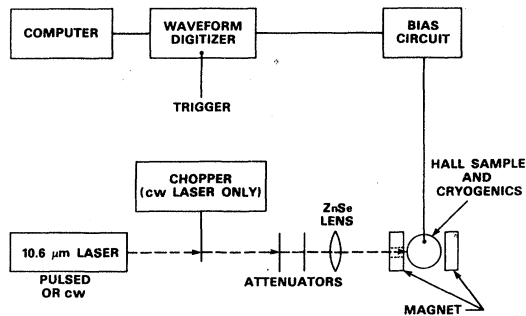 COMPUTER
WAVEFORM
DIGITIZER
BIAS
CIRCUIT
TRIGGER
HALL SAMPLE
AND
CRYOGENICS
CHOPPER
(cw LASER ONLY)
ZnSe
LENS
10.6 μm LASER
PULSED
OR cw
ATTENUATORS
MAGNET